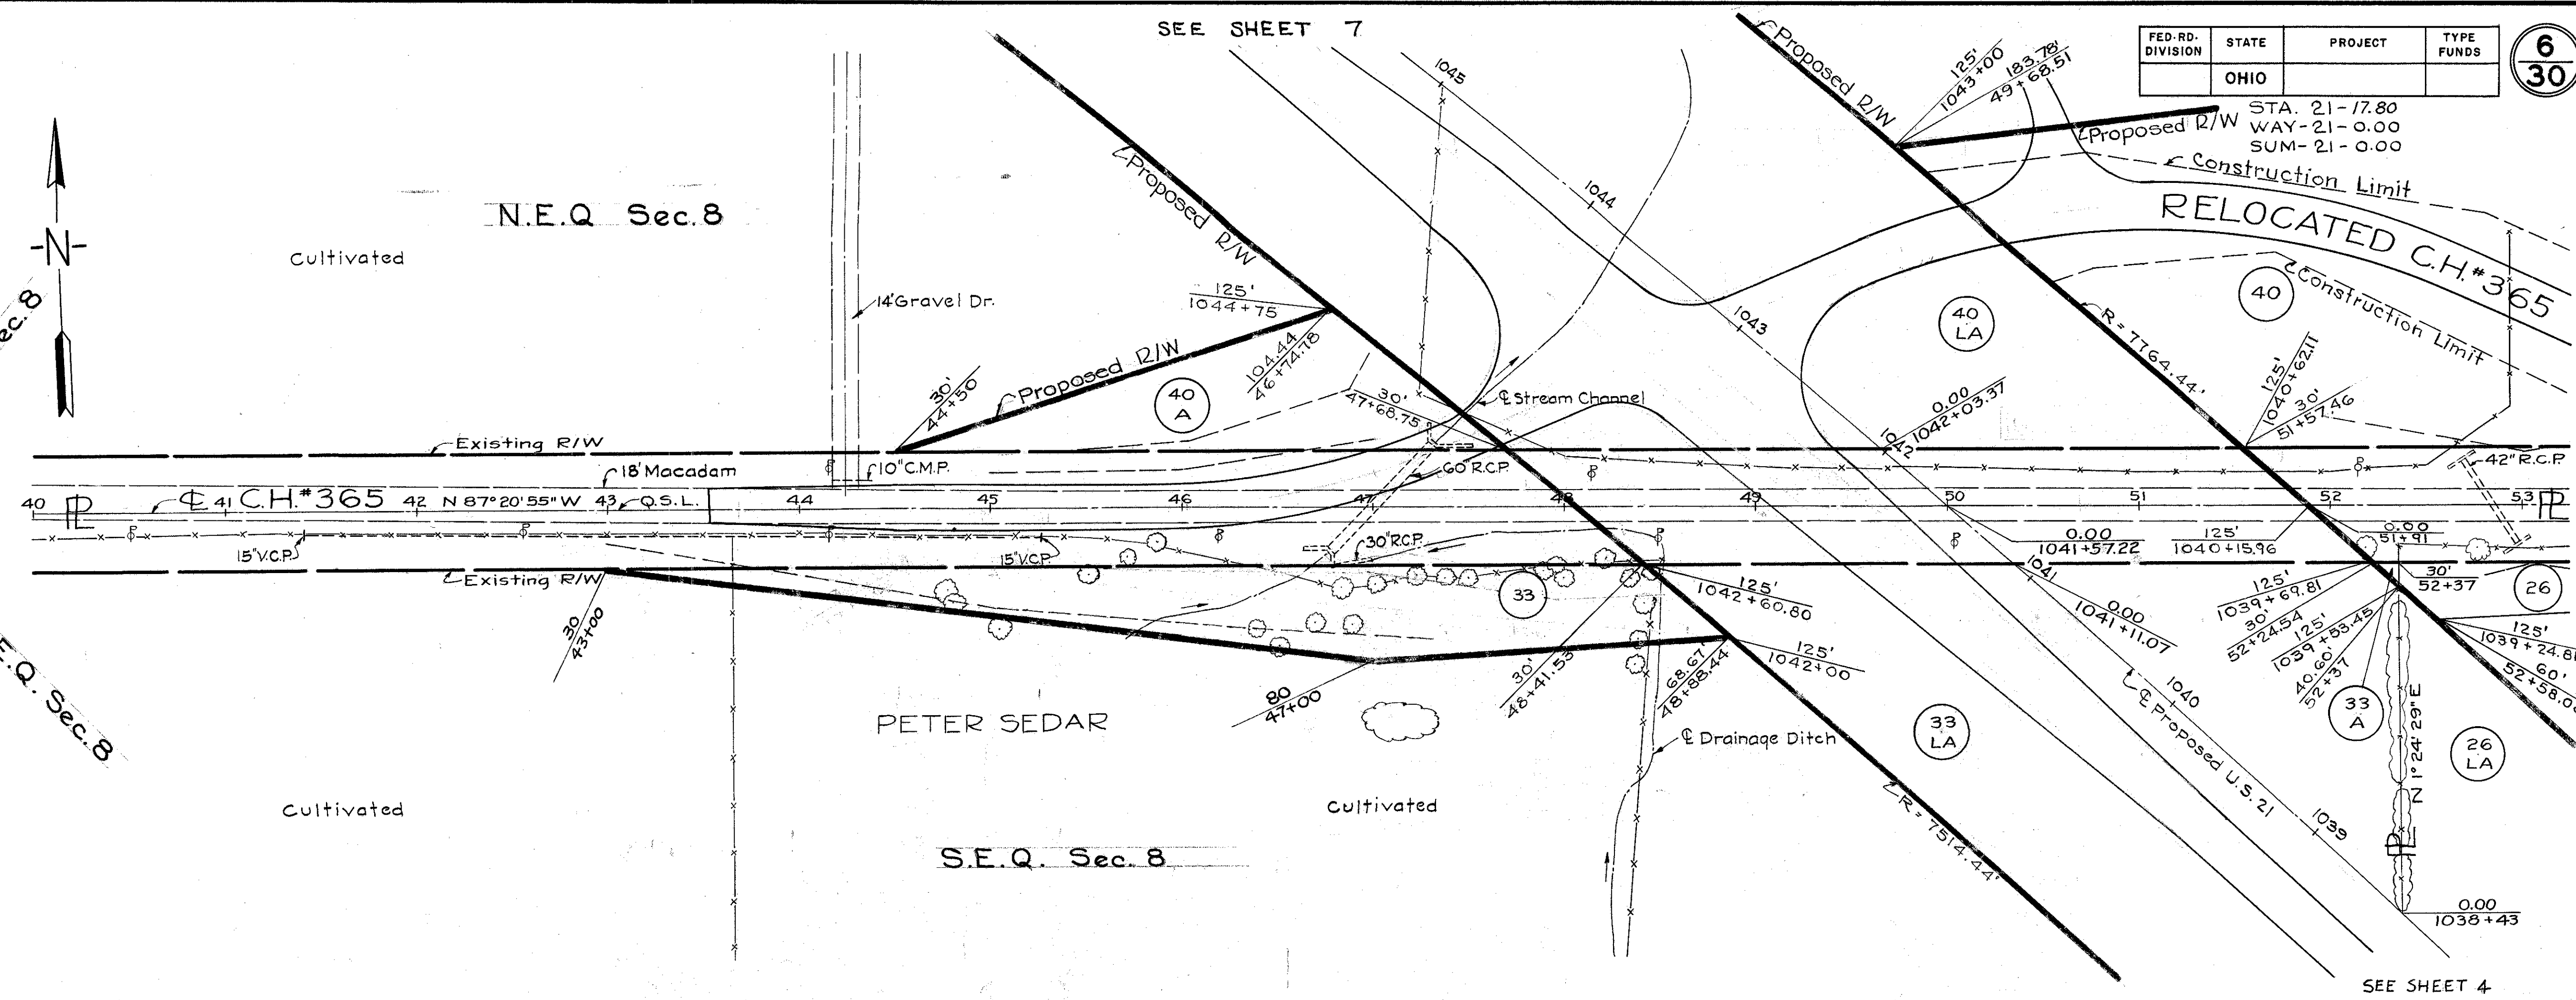 SEE SHEET 7
FED. RD. DIVISION
STATE
PROJECT
TYPE FUNDS
OHIO
6
30
STA. 21-17.80
WAY-21-0.00
SUM-21-0.00
Proposed R/W
125'
1043+00
183.78'
49+68.51
Proposed R/W
Construction Limit
RELOCATED C.H.#365
Construction Limit
40
40
LA
R = 7764.44'
1045
1044
1043
1042
1041
1040
1039
-N-
N.E.Q Sec.8
Cultivated
ec.8
14' Gravel Dr.
Proposed R/W
125'
1044+75
104.44
46+74.78
Proposed R/W
30'
44+50
40
A
30'
47+68.75
℄ Stream Channel
0.00
1042+03.37
125'
1040+62.11
30'
51+57.46
Existing R/W
18' Macadam
10" C.M.P.
60" R.C.P.
42" R.C.P.
40
PL
℄ 41 C.H.#365 42 N 87°20'55" W 43 Q.S.L. 44 45 46 47 48 49 50 51 52 53
PL
15" V.C.P.
15" V.C.P.
30" R.C.P.
0.00
1041+57.22
125'
1040+15.96
0.00
51+91
Existing R/W
30
43+00
33
125'
1042+60.80
0.00
1041+11.07
125'
1039+69.81
30'
52+24.54
125'
1039+53.45
40.60'
52+37
30'
52+37
26
125'
1039+24.8
60'
52+58.0
80
47+00
30'
48+41.53
68.67'
48+88.44
125'
1042+00
E.Q. Sec.8
PETER SEDAR
℄ Drainage Ditch
33
LA
℄ Proposed U.S. 21
33
A
N 1°24'29" E
PL
26
LA
Cultivated
Cultivated
R = 7514.44'
S.E.Q. Sec. 8
0.00
1038+43
SEE SHEET 4